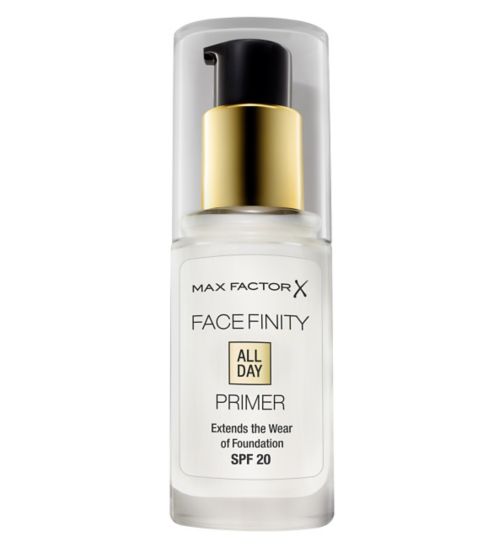 MAX FACTOR X
FACEFINITY
ALL
DAY
PRIMER
Extends the Wear
of Foundation
SPF 20